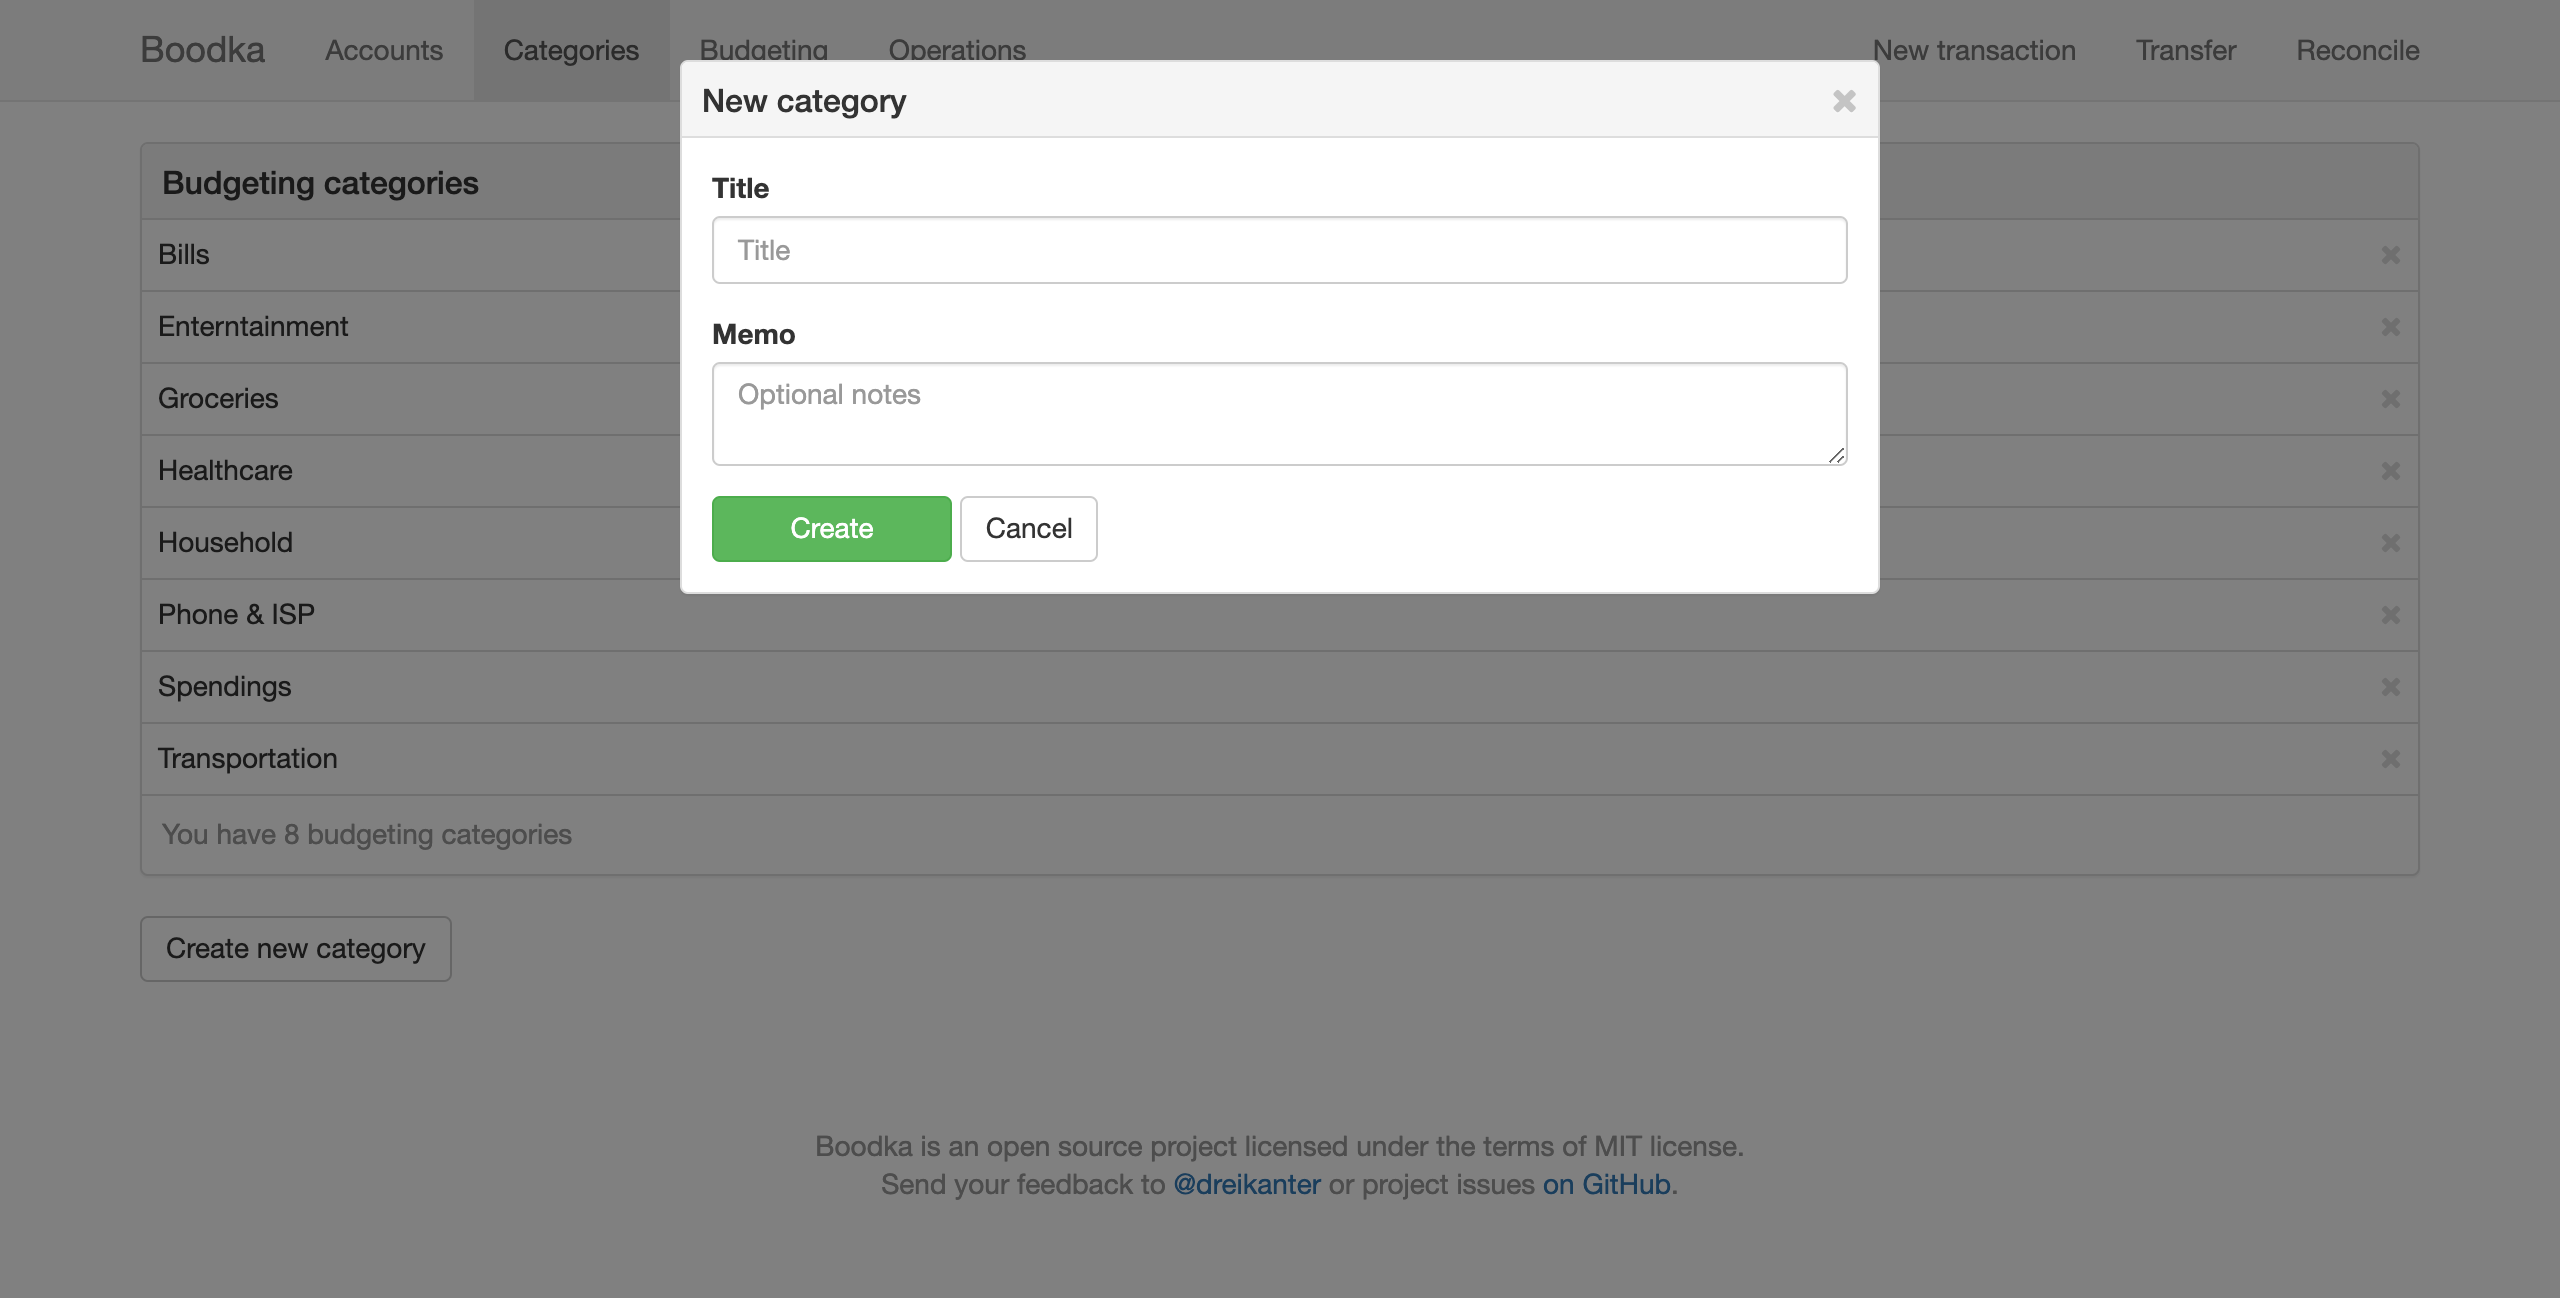 Boodka Accounts Categories Budgeting Operations New transaction Transfer Reconcile
New category
Title
Title
Memo
Optional notes
Create Cancel
Budgeting categories
Bills
Enterntainment
Groceries
Healthcare
Household
Phone & ISP
Spendings
Transportation
You have 8 budgeting categories
Create new category
Boodka is an open source project licensed under the terms of MIT license.
Send your feedback to @dreikanter or project issues on GitHub.